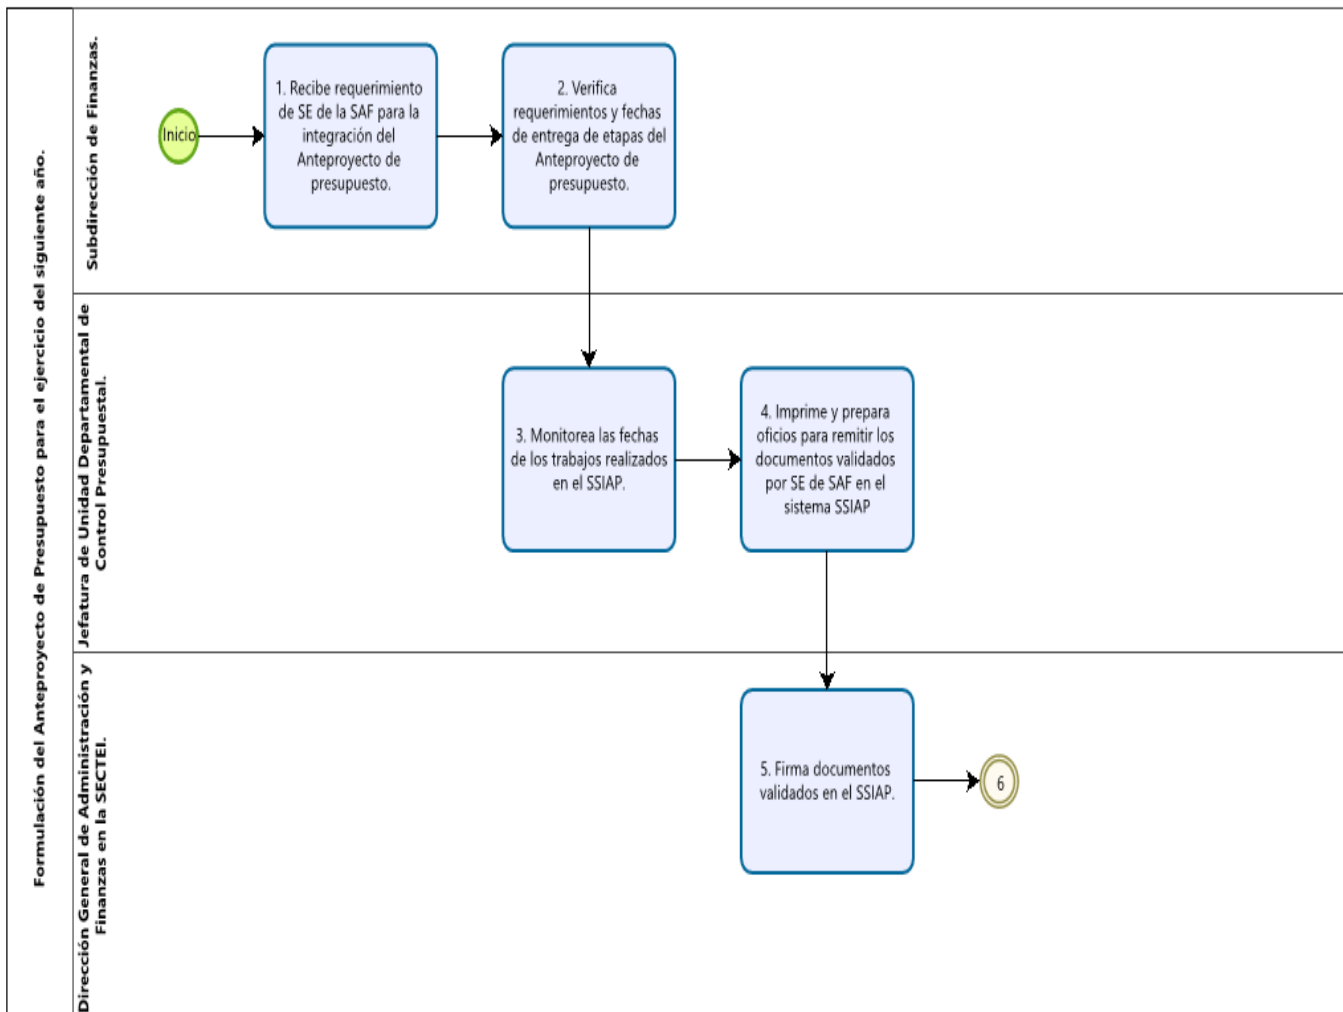 Formulación del Anteproyecto de Presupuesto para el ejercicio del siguiente año.
Subdirección de Finanzas.
Inicio
1. Recibe requerimiento
de SE de la SAF para la
integración del
Anteproyecto de
presupuesto.
2. Verifica
requerimientos y fechas
de entrega de etapas del
Anteproyecto de
presupuesto.
Jefatura de Unidad Departamental de
Control Presupuestal.
3. Monitorea las fechas
de los trabajos realizados
en el SSIAP.
4. Imprime y prepara
oficios para remitir los
documentos validados
por SE de SAF en el
sistema SSIAP
Dirección General de Administración y
Finanzas en la SECTEI.
5. Firma documentos
validados en el SSIAP.
6